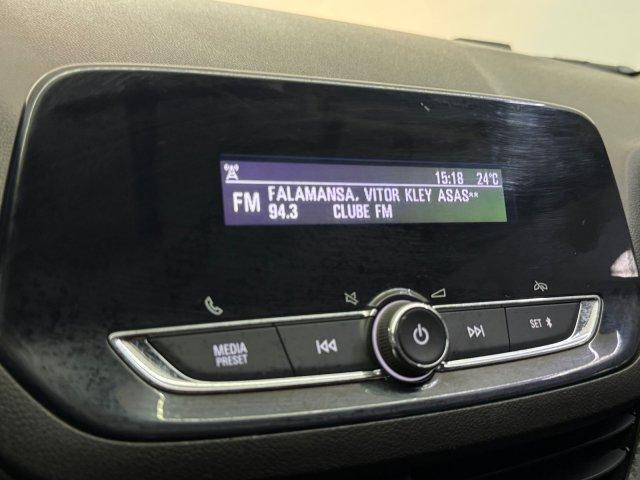 15:18 24°C
FM FALAMANSA, VITOR KLEY ASAS**
94.3 CLUBE FM
MEDIA
PRESET
SET